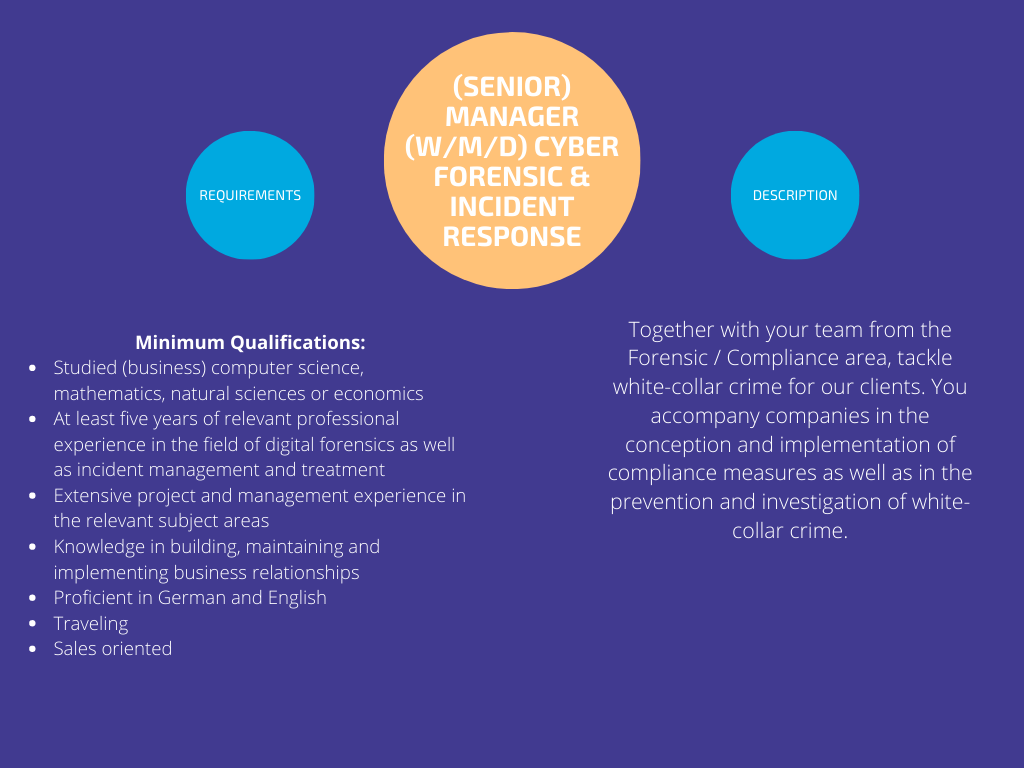 (SENIOR)
MANAGER
(W/M/D) CYBER
FORENSIC &
INCIDENT
RESPONSE
REQUIREMENTS
DESCRIPTION
Minimum Qualifications:
• Studied (business) computer science,
mathematics, natural sciences or economics
• At least five years of relevant professional
experience in the field of digital forensics as well
as incident management and treatment
• Extensive project and management experience in
the relevant subject areas
• Knowledge in building, maintaining and
implementing business relationships
• Proficient in German and English
• Traveling
• Sales oriented
Together with your team from the
Forensic / Compliance area, tackle
white-collar crime for our clients. You
accompany companies in the
conception and implementation of
compliance measures as well as in the
prevention and investigation of white-
collar crime.